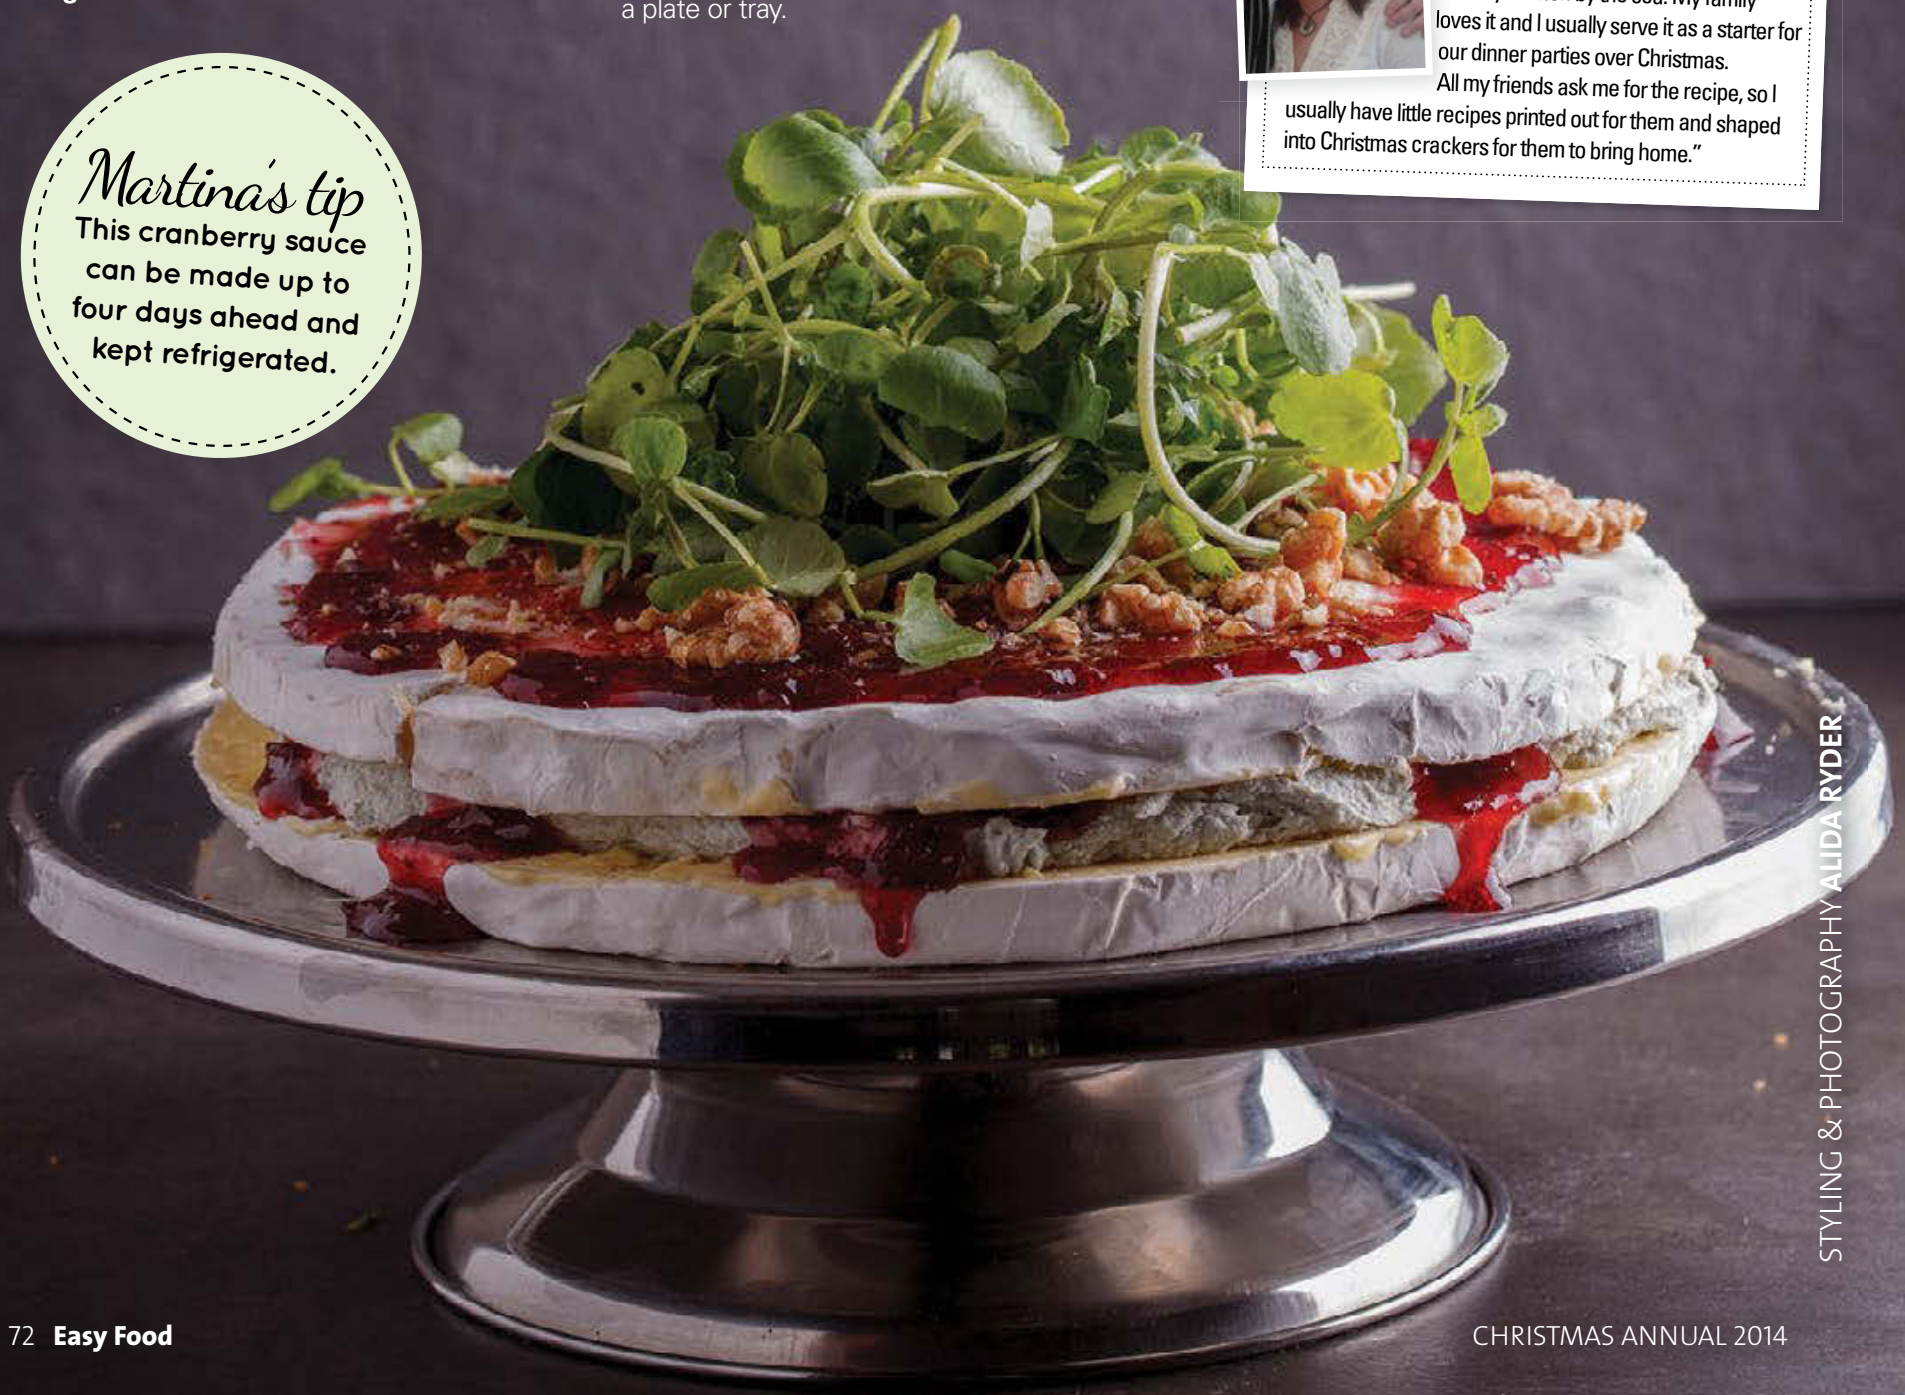 a plate or tray.
loves it and I usually serve it as a starter for
our dinner parties over Christmas.
All my friends ask me for the recipe, so I
usually have little recipes printed out for them and shaped
into Christmas crackers for them to bring home.”
Martina's tip
This cranberry sauce
can be made up to
four days ahead and
kept refrigerated.
STYLING & PHOTOGRAPHY ALIDA RYDER
72 Easy Food
CHRISTMAS ANNUAL 2014